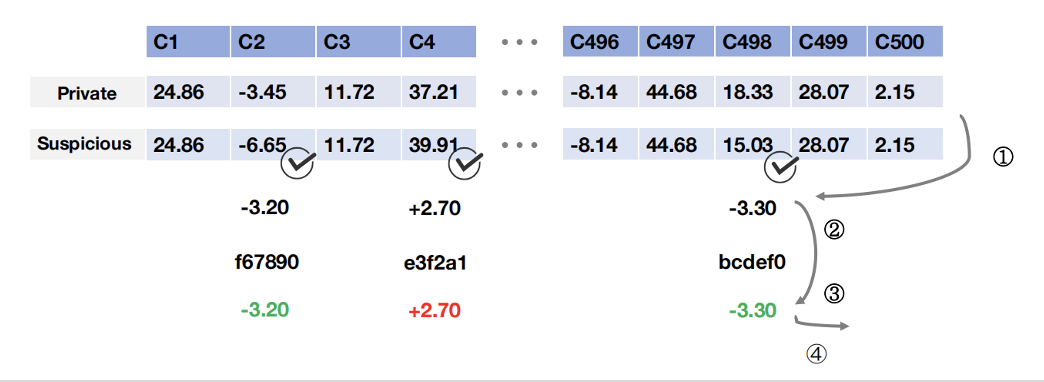 C1 C2 C3 C4 ••• C496 C497 C498 C499 C500
Private 24.86 -3.45 11.72 37.21 ••• -8.14 44.68 18.33 28.07 2.15
Suspicious 24.86 -6.65 11.72 39.91 ••• -8.14 44.68 15.03 28.07 2.15
①
-3.20 +2.70 -3.30
②
f67890 e3f2a1 bcdef0
③
-3.20 +2.70 -3.30
④